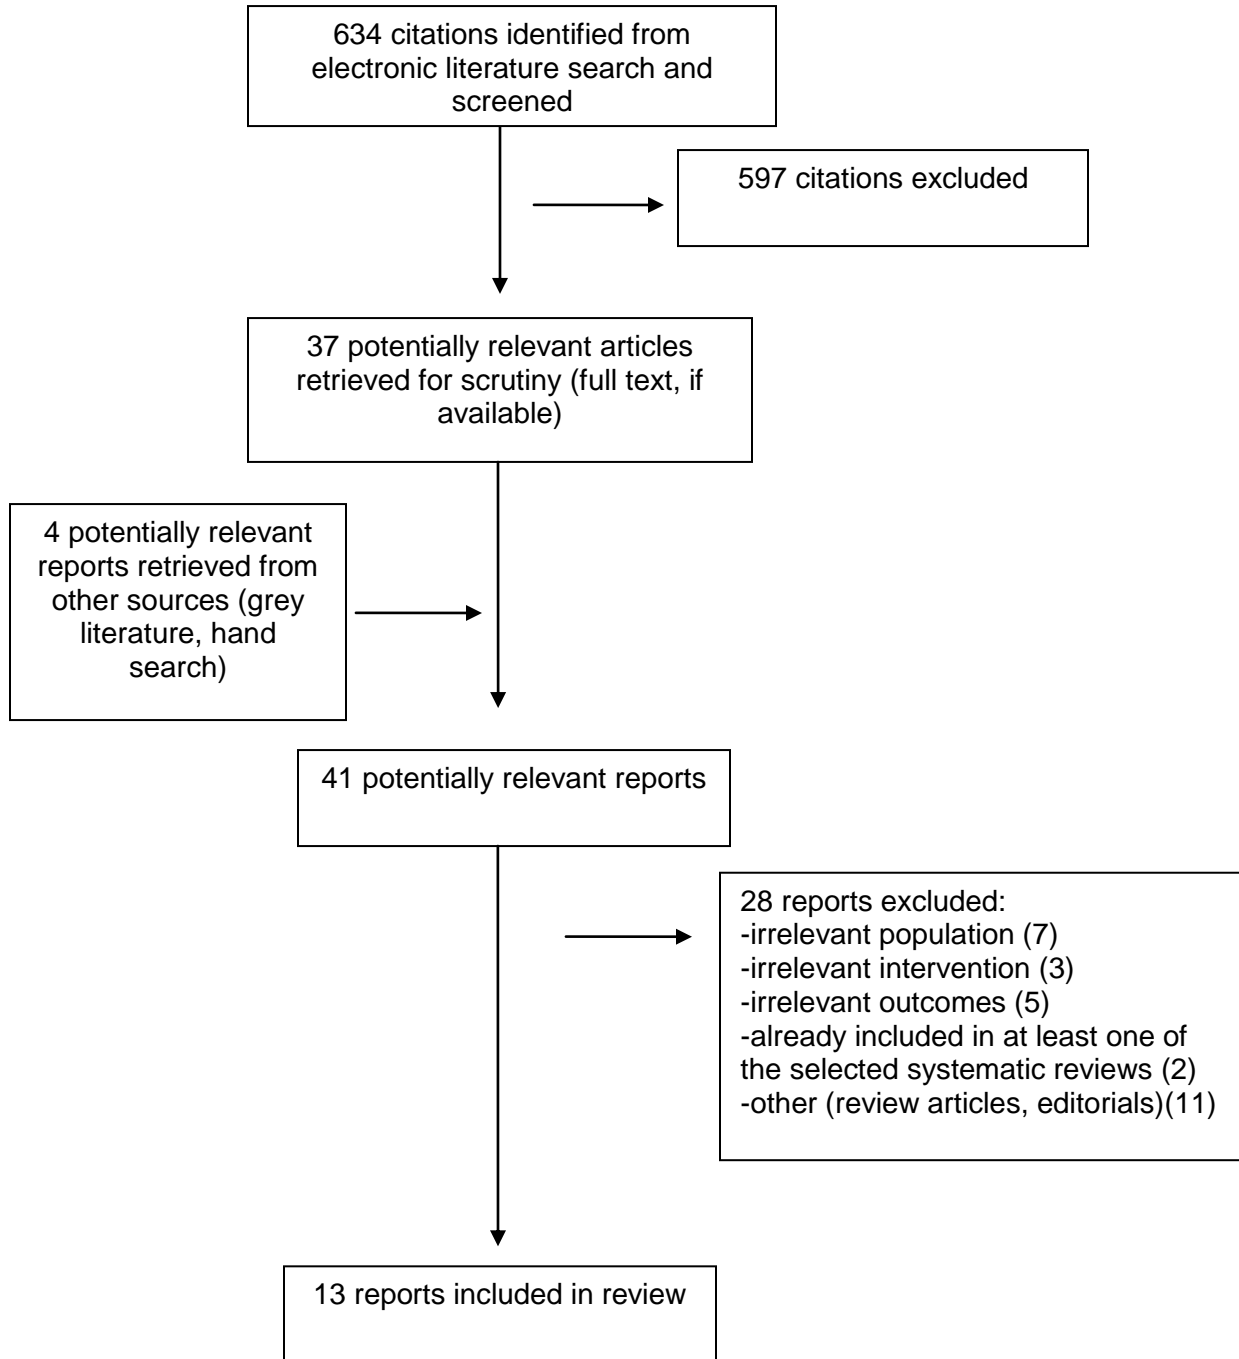 634 citations identified from
electronic literature search and
screened
597 citations excluded
37 potentially relevant articles
retrieved for scrutiny (full text, if
available)
4 potentially relevant
reports retrieved from
other sources (grey
literature, hand
search)
41 potentially relevant reports
28 reports excluded:
-irrelevant population (7)
-irrelevant intervention (3)
-irrelevant outcomes (5)
-already included in at least one of
the selected systematic reviews (2)
-other (review articles, editorials)(11)
13 reports included in review